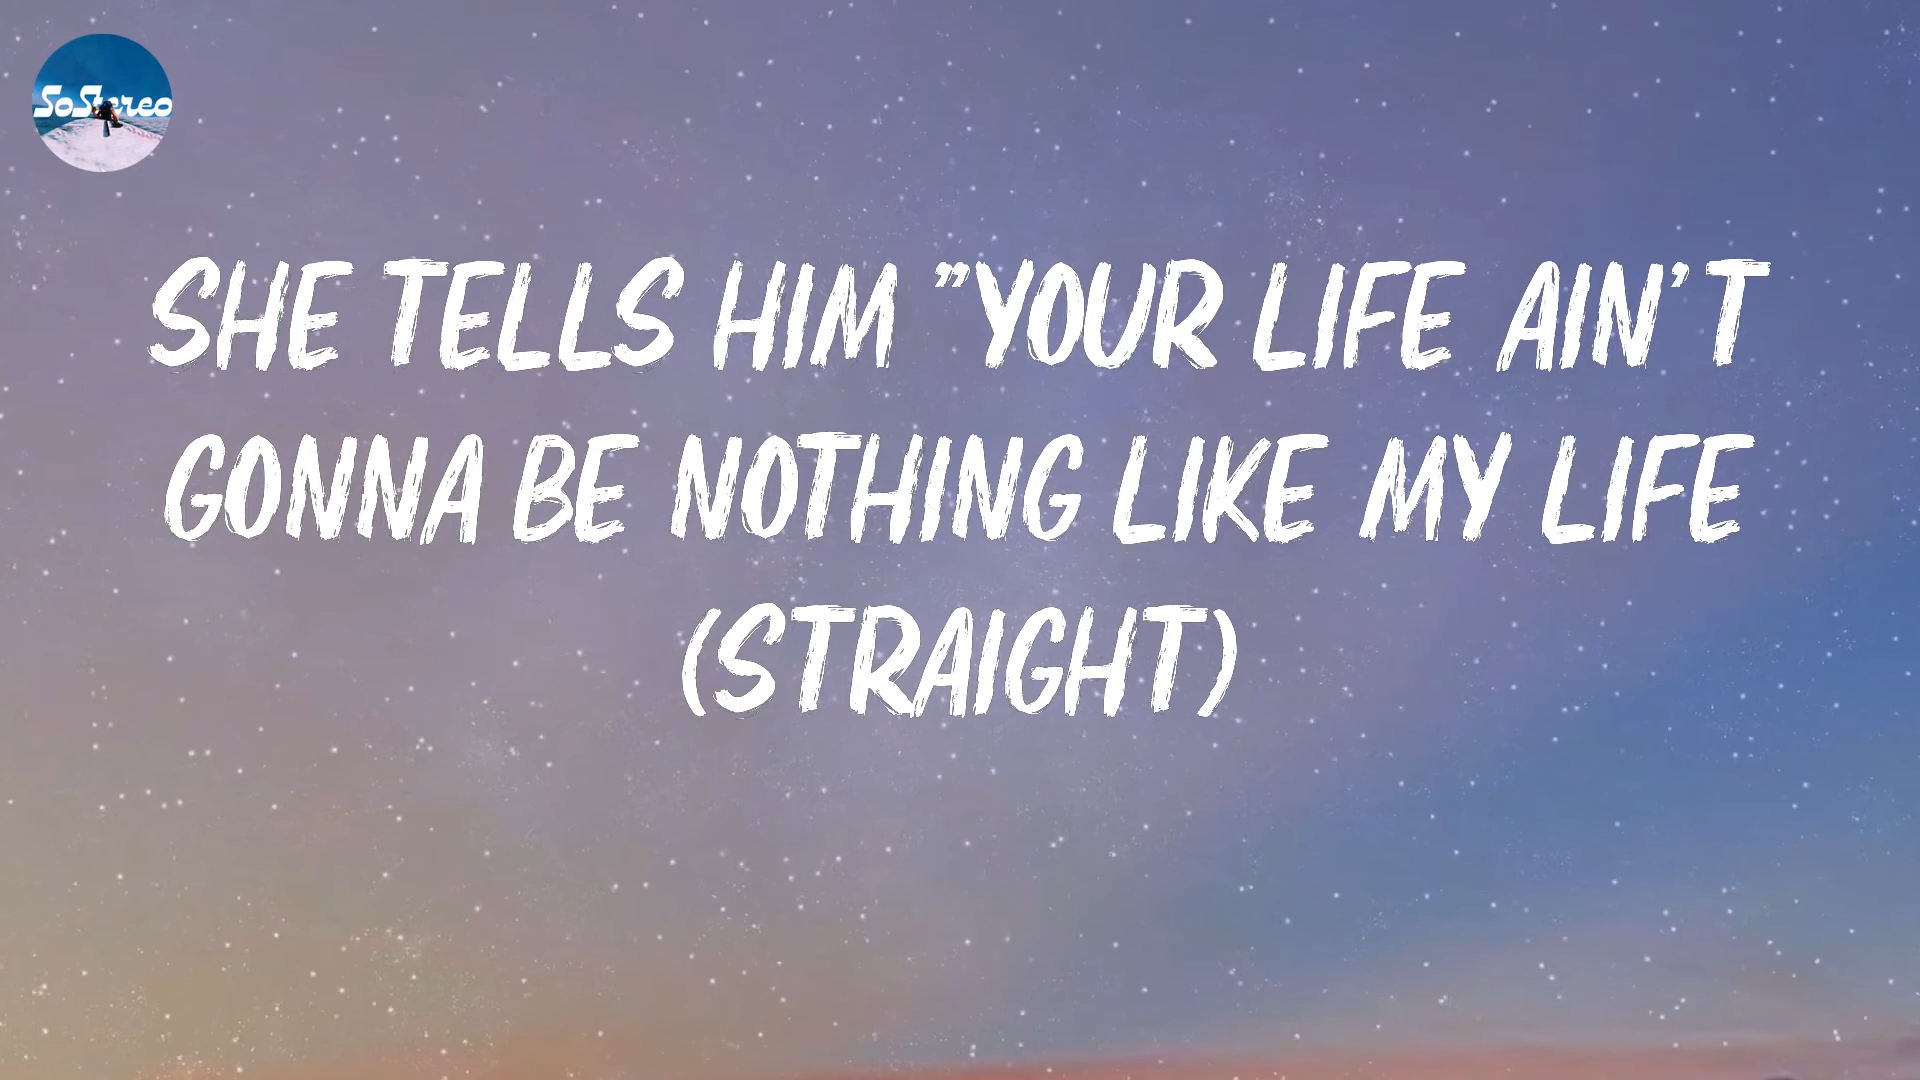 SoStereo
SHE TELLS HIM "YOUR LIFE AIN'T
GONNA BE NOTHING LIKE MY LIFE
(STRAIGHT)